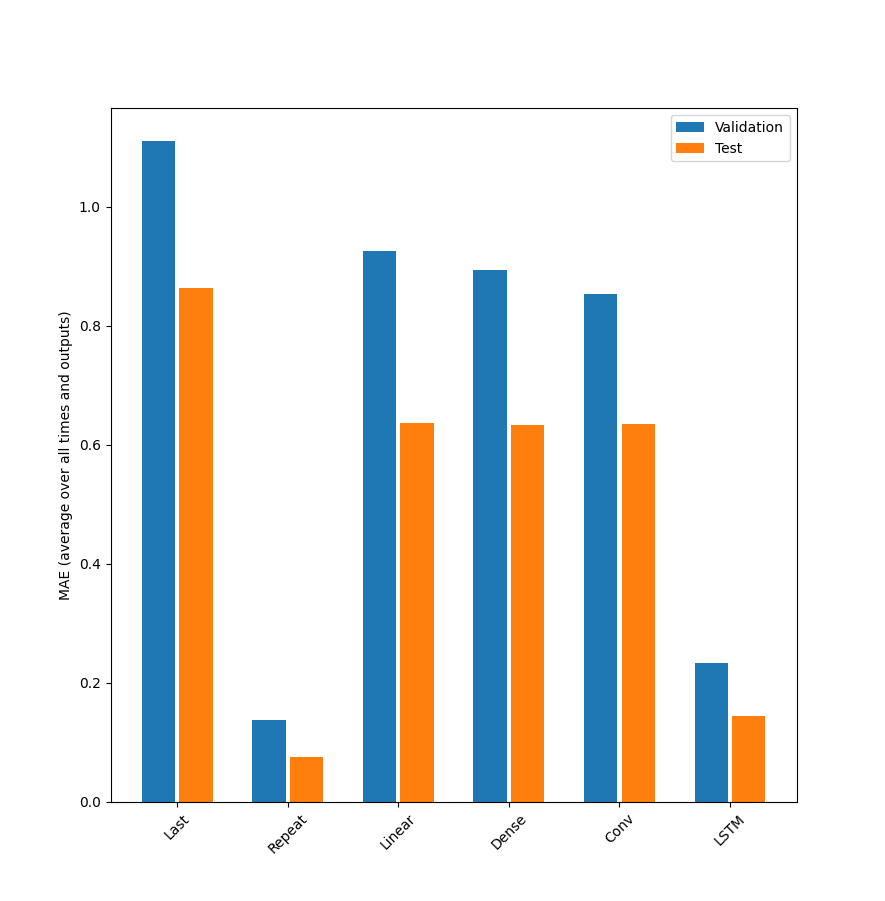 Validation
Test
MAE (average over all times and outputs)
1.0
0.8
0.6
0.4
0.2
0.0
Last
Repeat
Linear
Dense
Conv
LSTM